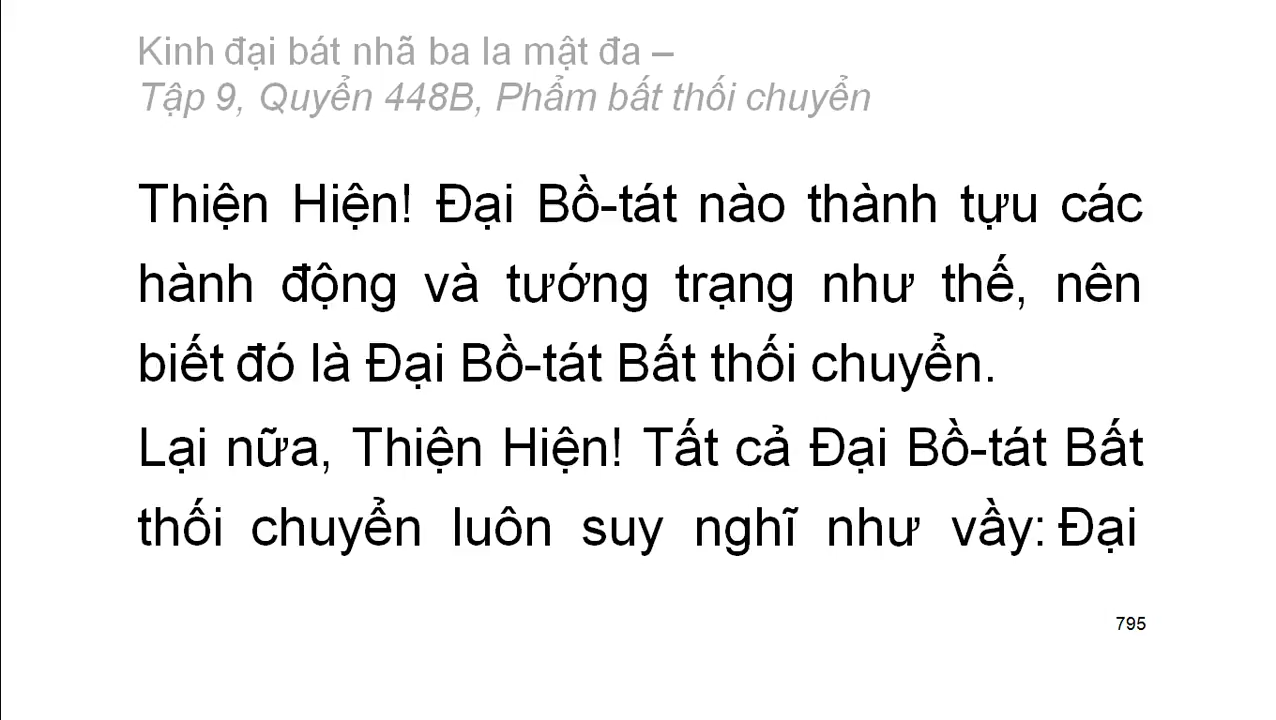 Kinh đại bát nhã ba la mật đa –
Tập 9, Quyển 448B, Phẩm bất thối chuyển
Thiện Hiện! Đại Bồ-tát nào thành tựu các
hành động và tướng trạng như thế, nên
biết đó là Đại Bồ-tát Bất thối chuyển.
Lại nữa, Thiện Hiện! Tất cả Đại Bồ-tát Bất
thối chuyển luôn suy nghĩ như vầy: Đại
795